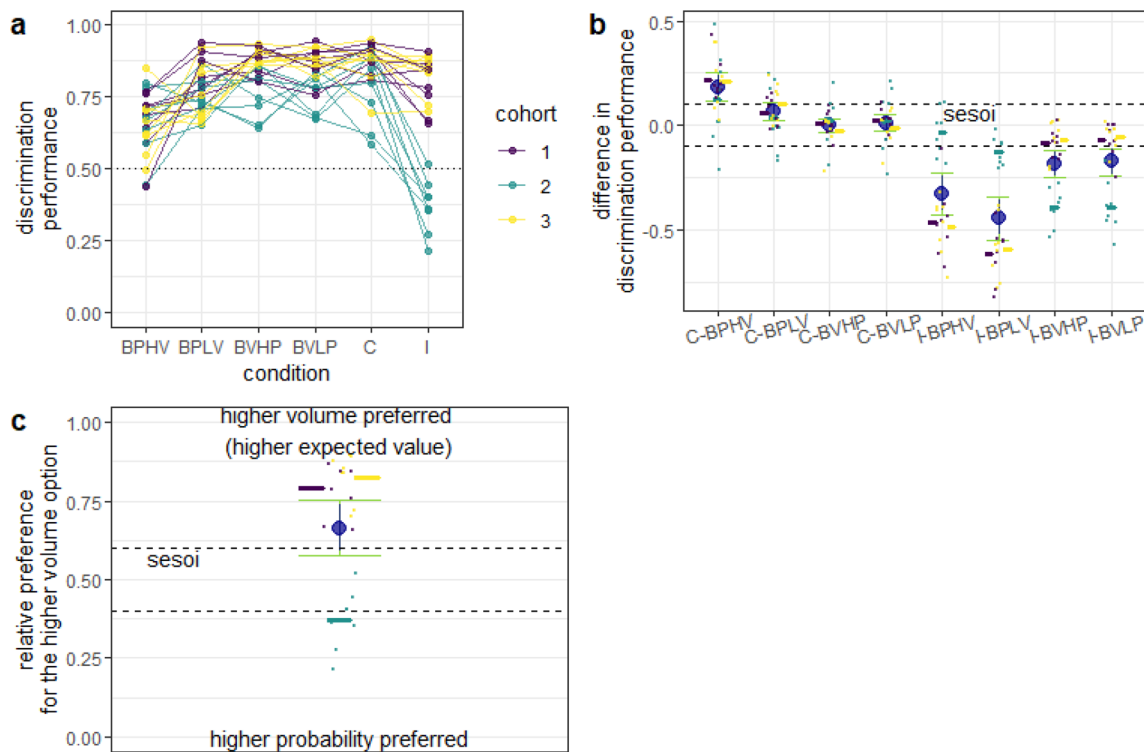 a
1.00
0.75
0.50
0.25
0.00
discrimination
performance
BPHV BPLV BVHP BVLP C I
condition
cohort
1
2
3
b
0.5
0.0
-0.5
difference in
discrimination performance
sesoi
C-BPHV C-BPLV C-BVHP C-BVLP I-BPHV I-BPLV I-BVHP I-BVLP
c
1.00
0.75
0.50
0.25
0.00
relative preference
for the higher volume option
higher volume preferred
(higher expected value)
sesoi
higher probability preferred